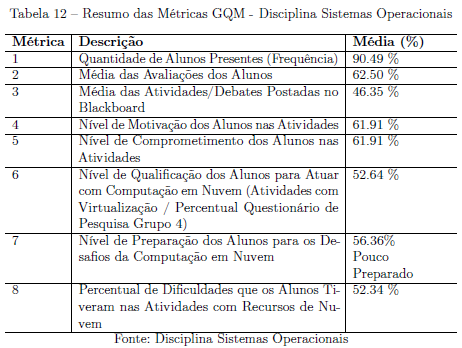 Tabela 12 – Resumo das Métricas GQM - Disciplina Sistemas Operacionais
Métrica Descrição Média (%)
1 Quantidade de Alunos Presentes (Frequência) 90.49 %
2 Média das Avaliações dos Alunos 62.50 %
3 Média das Atividades/Debates Postadas no 46.35 %
Blackboard
4 Nível de Motivação dos Alunos nas Atividades 61.91 %
5 Nível de Comprometimento dos Alunos nas 61.91 %
Atividades
6 Nível de Qualificação dos Alunos para Atuar 52.64 %
com Computação em Nuvem (Atividades com
Virtualização / Percentual Questionário de
Pesquisa Grupo 4)
7 Nível de Preparação dos Alunos para os De- 56.36%
safios da Computação em Nuvem Pouco
Preparado
8 Percentual de Dificuldades que os Alunos Ti- 52.34 %
veram nas Atividades com Recursos de Nu-
vem
Fonte: Disciplina Sistemas Operacionais